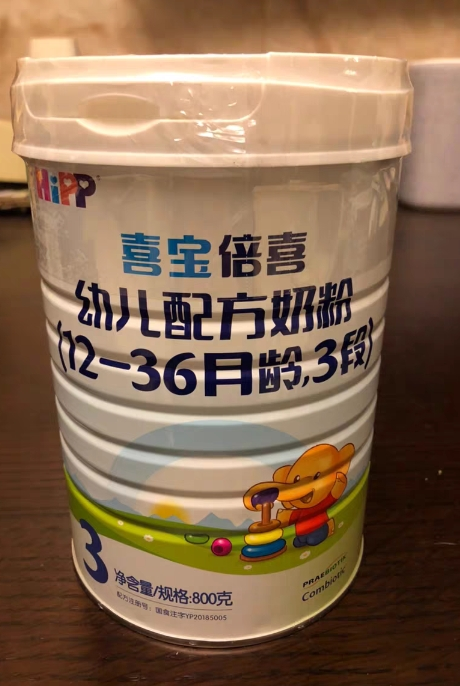 HiPP
喜宝倍喜
幼儿配方奶粉
(12-36月龄,3段)
3
净含量/规格:800克
配方注册号：国食注字YP20185005
PRAEBIOTIK
Combiotic